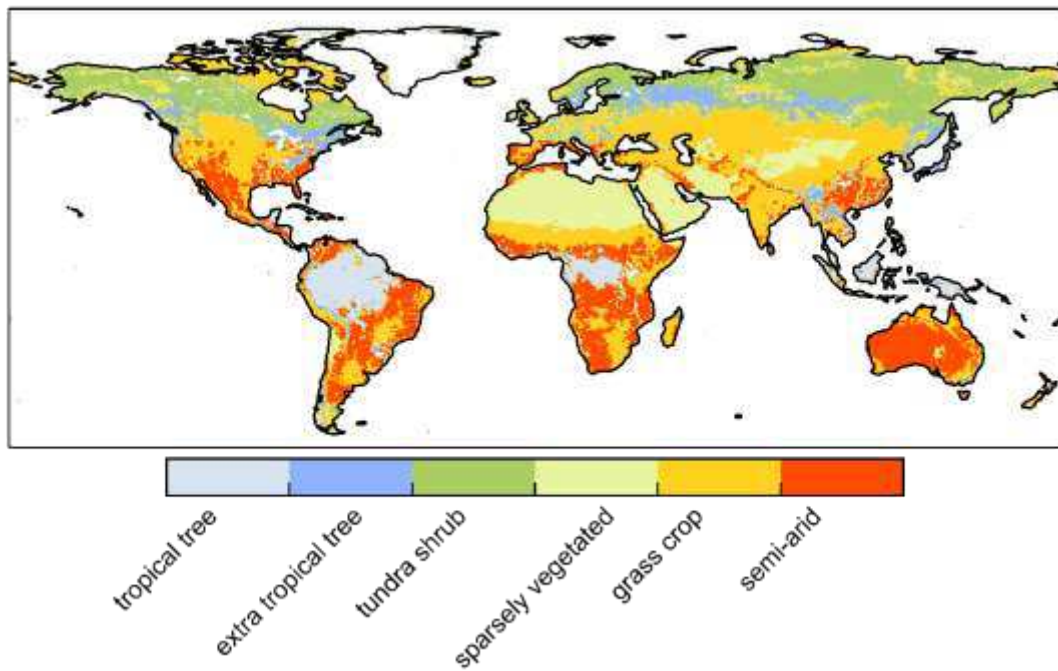 tropical tree
extra tropical tree
tundra shrub
sparsely vegetated
grass crop
semi-arid